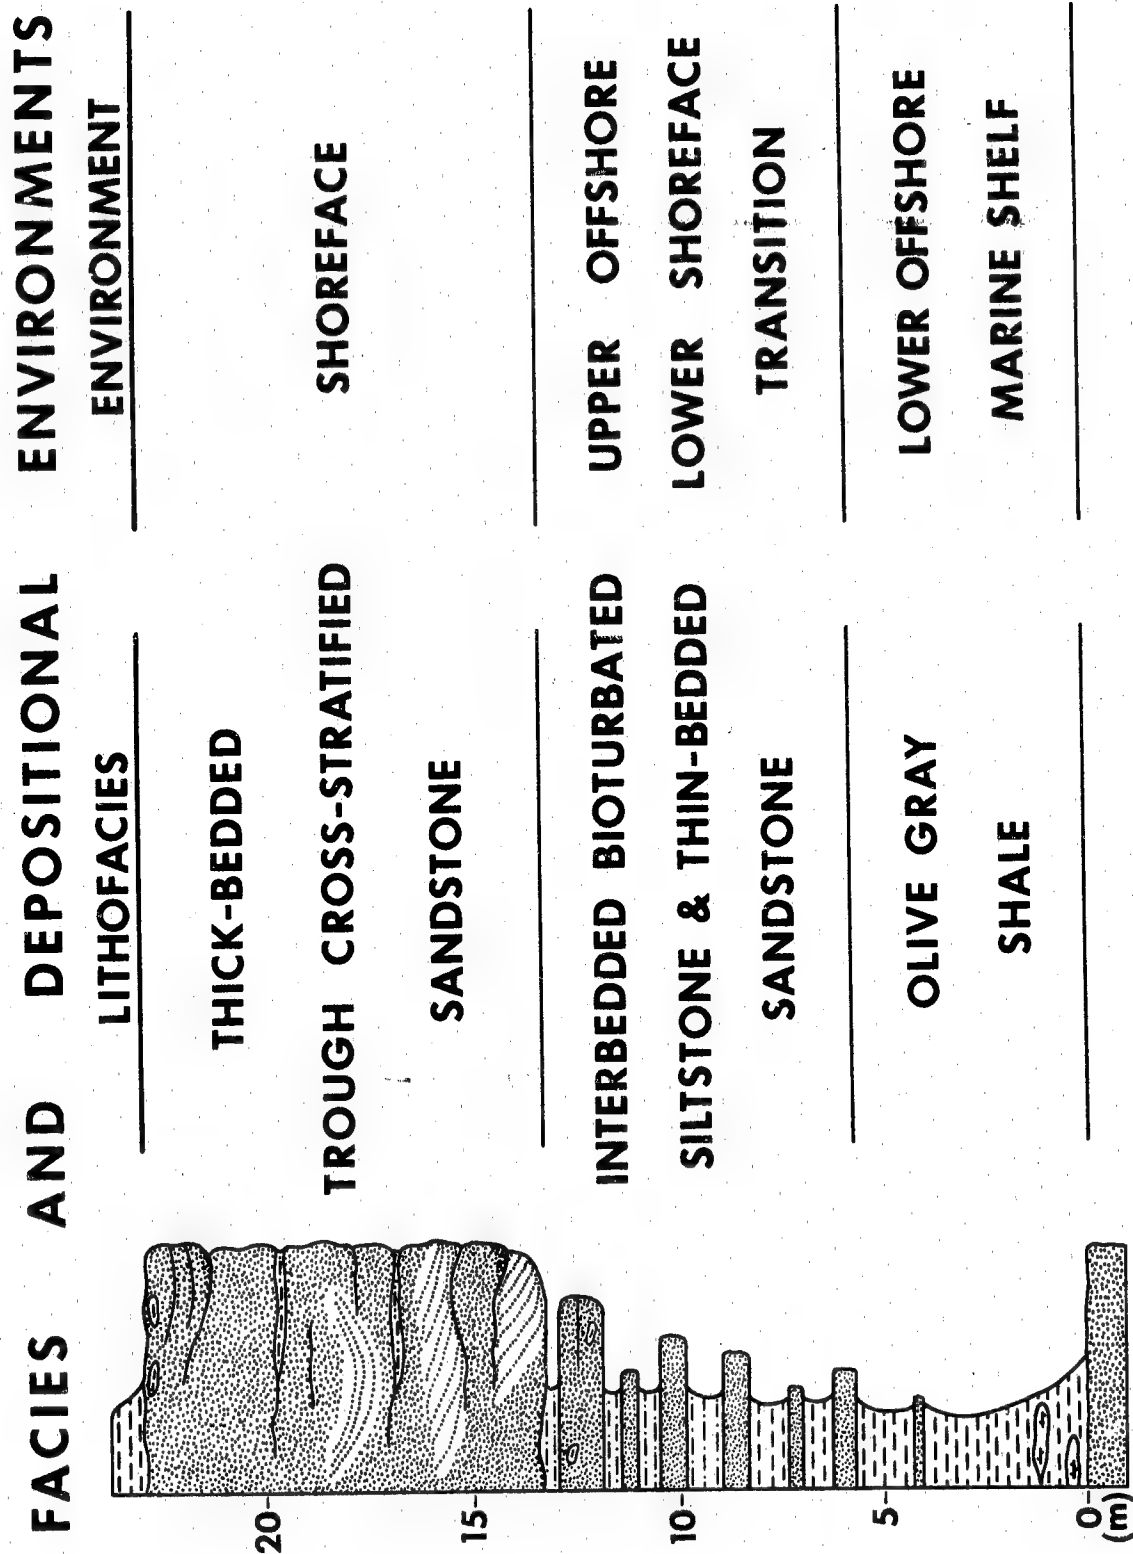 FACIES AND DEPOSITIONAL ENVIRONMENTS
LITHOFACIES
ENVIRONMENT
THICK-BEDDED
TROUGH CROSS-STRATIFIED
SANDSTONE
SHOREFACE
INTERBEDDED BIOTURBATED
SILTSTONE & THIN-BEDDED
SANDSTONE
UPPER OFFSHORE
LOWER SHOREFACE
TRANSITION
OLIVE GRAY
SHALE
LOWER OFFSHORE
MARINE SHELF
20
15
10
5
0
(m)